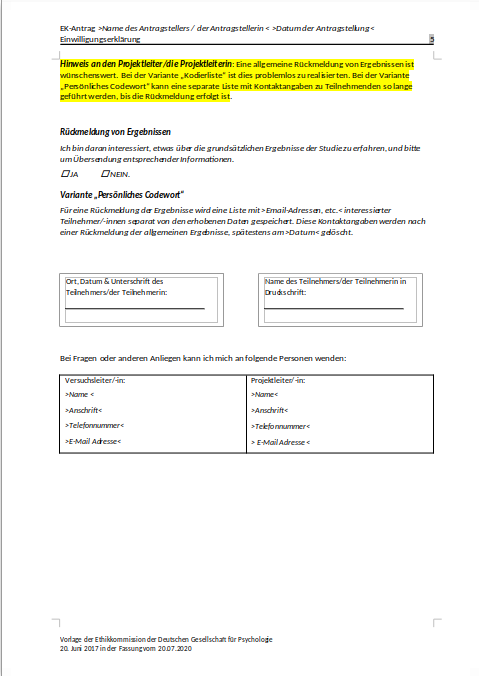 EK-Antrag >Name des Antragstellers / der Antragstellerin < >Datum der Antragstellung <
Einwilligungserklärung 5
Hinweis an den Projektleiter/die Projektleiterin: Eine allgemeine Rückmeldung von Ergebnissen ist
wünschenswert. Bei der Variante „Kodierliste“ ist dies problemlos zu realisierten. Bei der Variante
„Persönliches Codewort“ kann eine separate Liste mit Kontaktangaben zu Teilnehmenden so lange
geführt werden, bis die Rückmeldung erfolgt ist.
Rückmeldung von Ergebnissen
Ich bin daran interessiert, etwas über die grundsätzlichen Ergebnisse der Studie zu erfahren, und bitte
um Übersendung entsprechender Informationen.
☐ JA ☐ NEIN.
Variante „Persönliches Codewort“
Für eine Rückmeldung der Ergebnisse wird eine Liste mit >Email-Adressen, etc.< interessierter
Teilnehmer/-innen separat von den erhobenen Daten gespeichert. Diese Kontaktangaben werden nach
einer Rückmeldung der allgemeinen Ergebnisse, spätestens am >Datum< gelöscht.
Ort, Datum & Unterschrift des
Teilnehmers/der Teilnehmerin:
Name des Teilnehmers/der Teilnehmerin in
Druckschrift:
Bei Fragen oder anderen Anliegen kann ich mich an folgende Personen wenden:
Versuchsleiter/-in:
>Name <
>Anschrift<
>Telefonnummer<
>E-Mail Adresse<
Projektleiter/-in:
>Name<
>Anschrift<
>Telefonnummer<
> E-Mail Adresse <
Vorlage der Ethikkommission der Deutschen Gesellschaft für Psychologie
20. Juni 2017 in der Fassung vom 20.07.2020